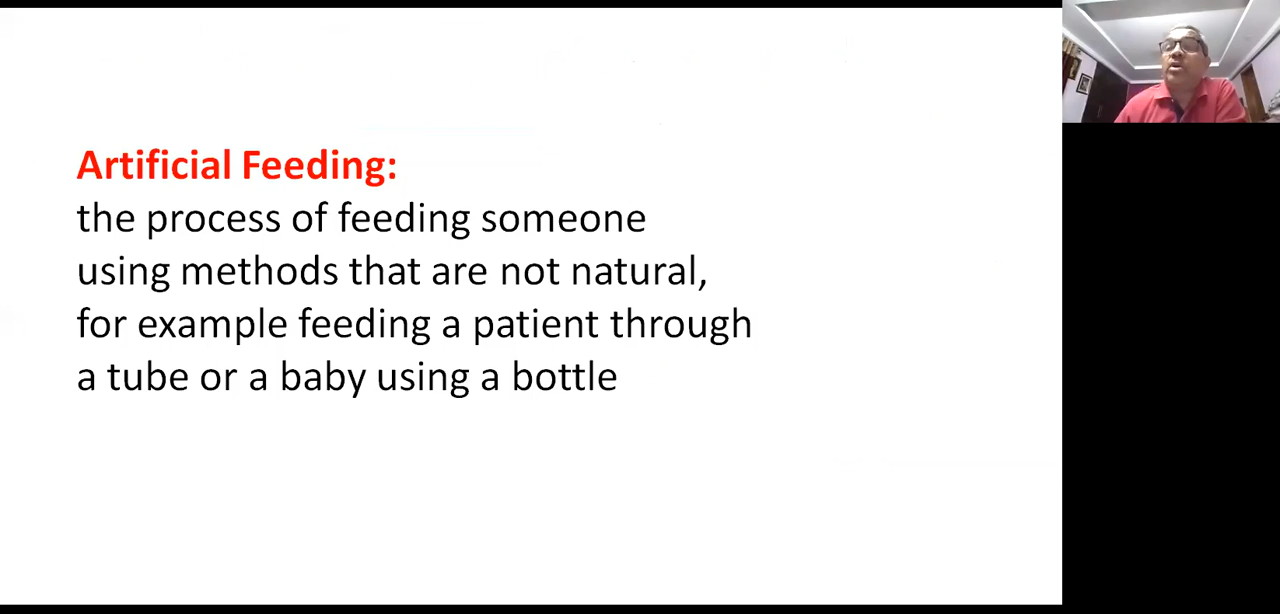 Artificial Feeding:
the process of feeding someone
using methods that are not natural,
for example feeding a patient through
a tube or a baby using a bottle